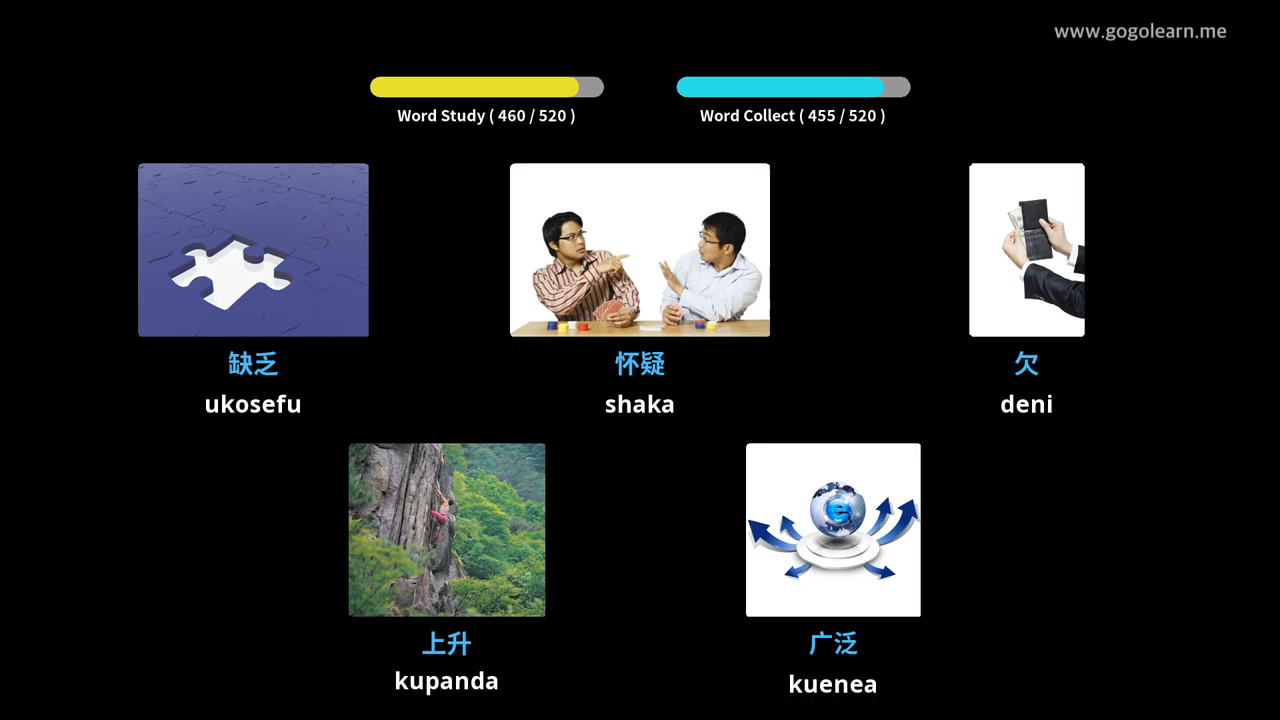 www.gogolearn.me
Word Study ( 460 / 520 )
Word Collect ( 455 / 520 )
缺乏
怀疑
欠
ukosefu
shaka
deni
上升
广泛
kupanda
kuenea